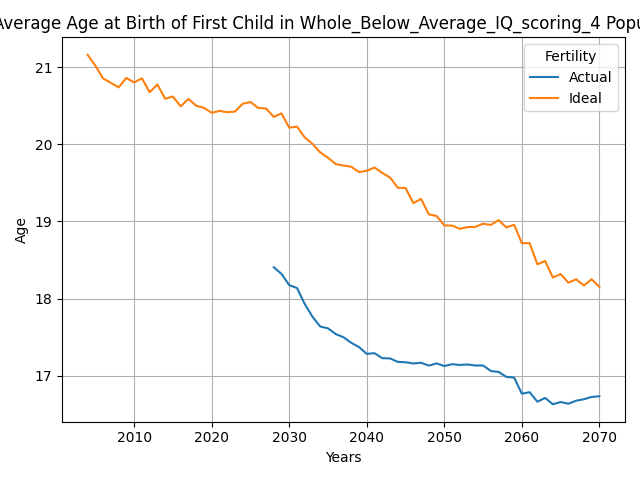 Average Age at Birth of First Child in Whole_Below_Average_IQ_scoring_4
Fertility
Actual
Ideal
21
20
19
18
17
Age
2010 2020 2030 2040 2050 2060 2070
Years